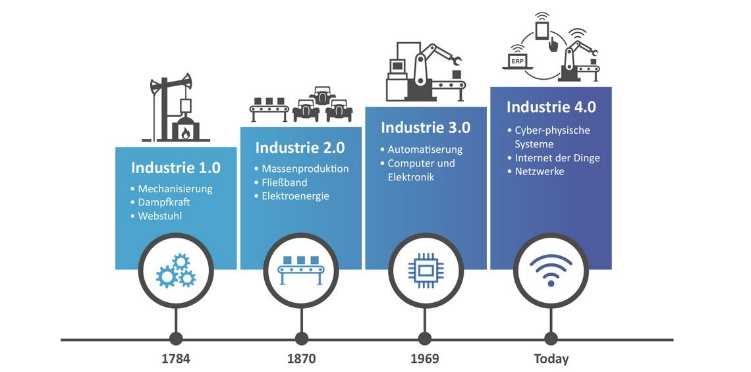 Industrie 1.0
• Mechanisierung
• Dampfkraft
• Webstuhl
Industrie 2.0
• Massenproduktion
• Fließband
• Elektroenergie
Industrie 3.0
• Automatiserung
• Computer und
Elektronik
ERP
Industrie 4.0
• Cyber-physische
Systeme
• Internet der Dinge
• Netzwerke
1784
1870
1969
Today